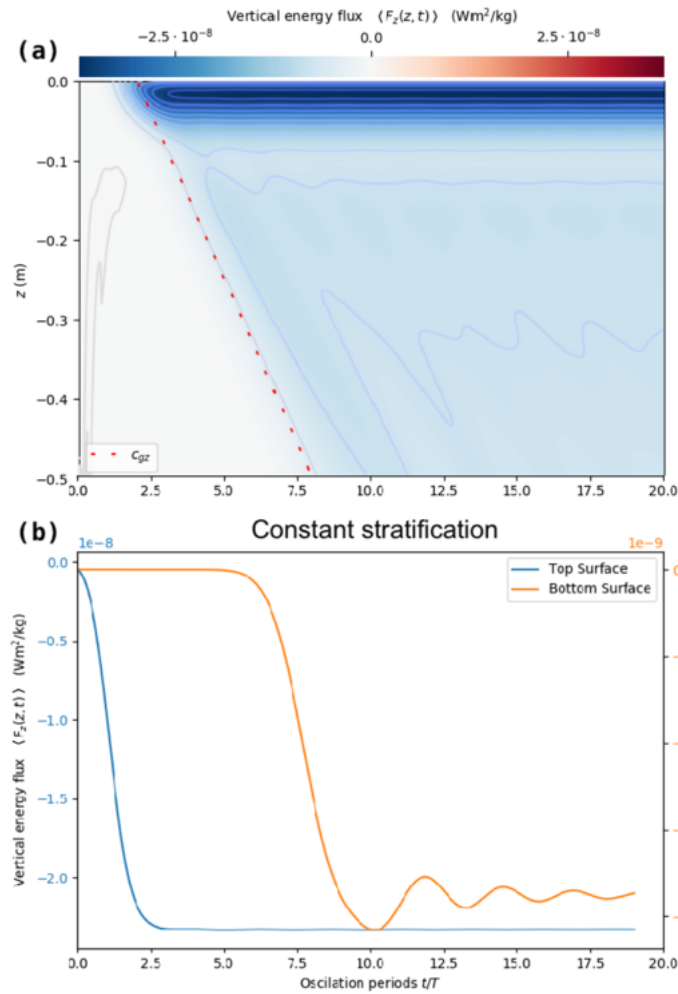 Vertical energy flux ⟨F_z(z, t)⟩ (Wm²/kg)
(a)
−2.5·10⁻⁸ 0.0 2.5·10⁻⁸
0.0
−0.1
−0.2
z (m)
−0.3
−0.4
−0.5
c_gz
0.0 2.5 5.0 7.5 10.0 12.5 15.0 17.5 20.0
(b) Constant stratification
1e−8 1e−9
Top Surface
Bottom Surface
0.0 0
−0.5
−1.0
−1.5
−2.0
Vertical energy flux ⟨F_z(z, t)⟩ (Wm²/kg)
0.0 2.5 5.0 7.5 10.0 12.5 15.0 17.5 20.0
Oscilation periods t/T